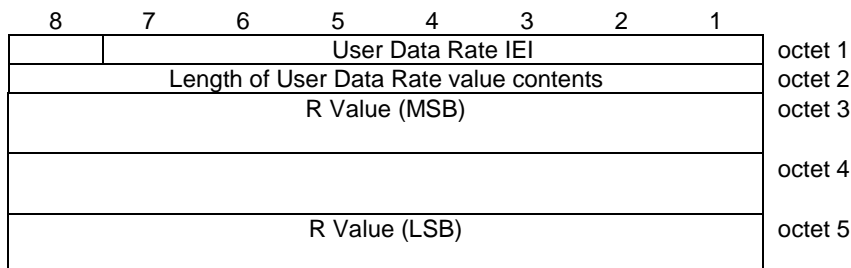 8 7 6 5 4 3 2 1
User Data Rate IEI octet 1
Length of User Data Rate value contents octet 2
R Value (MSB) octet 3
octet 4
R Value (LSB) octet 5